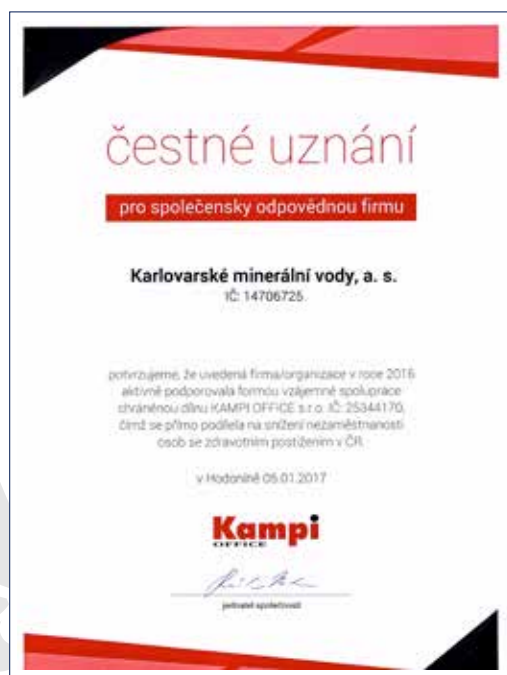 čestné uznání
pro společensky odpovědnou firmu
Karlovarské minerální vody, a. s.
IČ: 14706725.
potvrzujeme, že uvedená firma/organizace v roce 2016
aktivně podporovala formou vzájemné spolupráce
chráněnou dílnu KAMPI OFFICE s.r.o. IČ: 25344170,
čímž se přímo podílela na snížení nezaměstnanosti
osob se zdravotním postižením v ČR.
v Hodoníně 05.01.2017
Kampi
OFFICE
jednatel společnosti